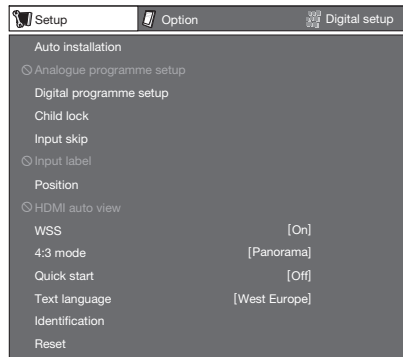 Setup Option Digital setup
Auto installation
Analogue programme setup
Digital programme setup
Child lock
Input skip
Input label
Position
HDMI auto view
WSS [On]
4:3 mode [Panorama]
Quick start [Off]
Text language [West Europe]
Identification
Reset